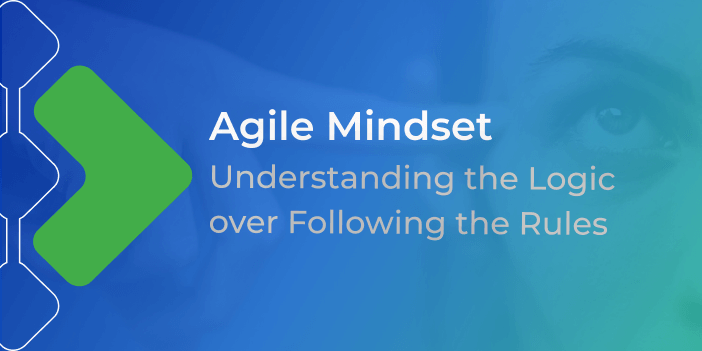 Agile Mindset
Understanding the Logic
over Following the Rules